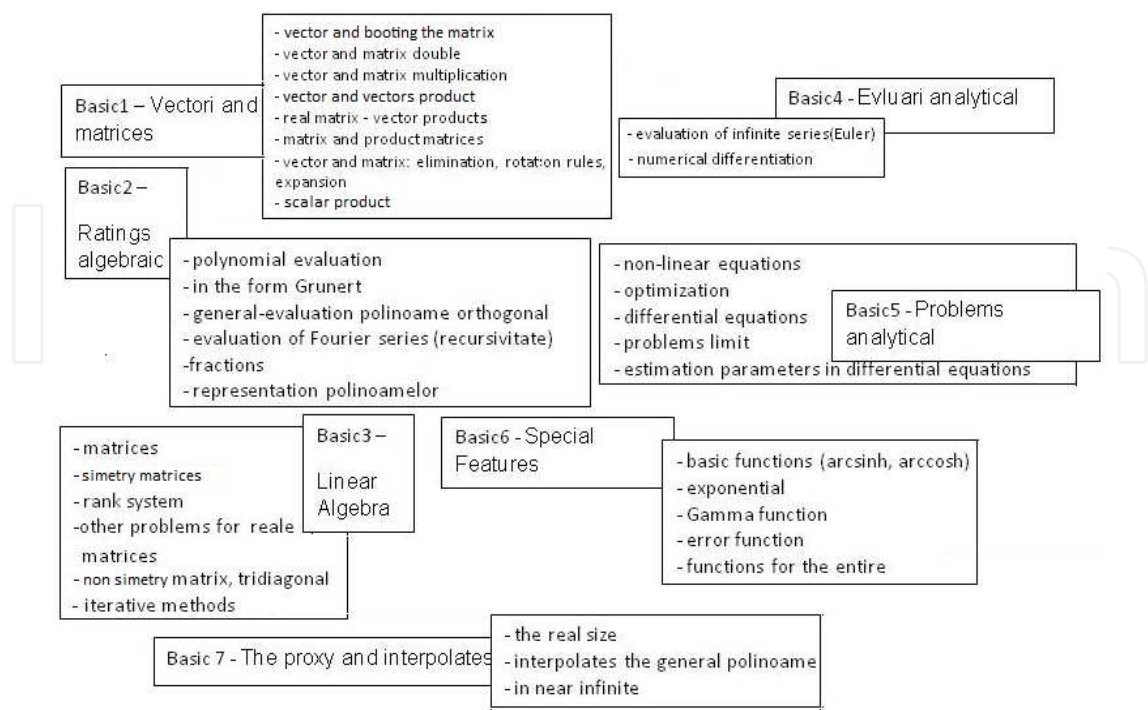 Basic1 – Vectori and
matrices
- vector and booting the matrix
- vector and matrix double
- vector and matrix multiplication
- vector and vectors product
- real matrix - vector products
- matrix and product matrices
- vector and matrix: elimination, rotation rules,
expansion
- scalar product
Basic4 - Evluari analytical
- evaluation of infinite series(Euler)
- numerical differentiation
Basic2 –
Ratings
algebraic
- polynomial evaluation
- in the form Grunert
- general-evaluation polinoame orthogonal
- evaluation of Fourier series (recursivitate)
-fractions
- representation polinoamelor
- non-linear equations
- optimization
- differential equations
- problems limit
- estimation parameters in differential equations
Basic5 - Problems
analytical
Basic3 –
Linear
Algebra
- matrices
- simetry matrices
- rank system
-other problems for reale
matrices
- non simetry matrix, tridiagonal
- iterative methods
Basic6 - Special
Features
- basic functions (arcsinh, arccosh)
- exponential
- Gamma function
- error function
- functions for the entire
Basic 7 - The proxy and interpolates
- the real size
- interpolates the general polinoame
- in near infinite